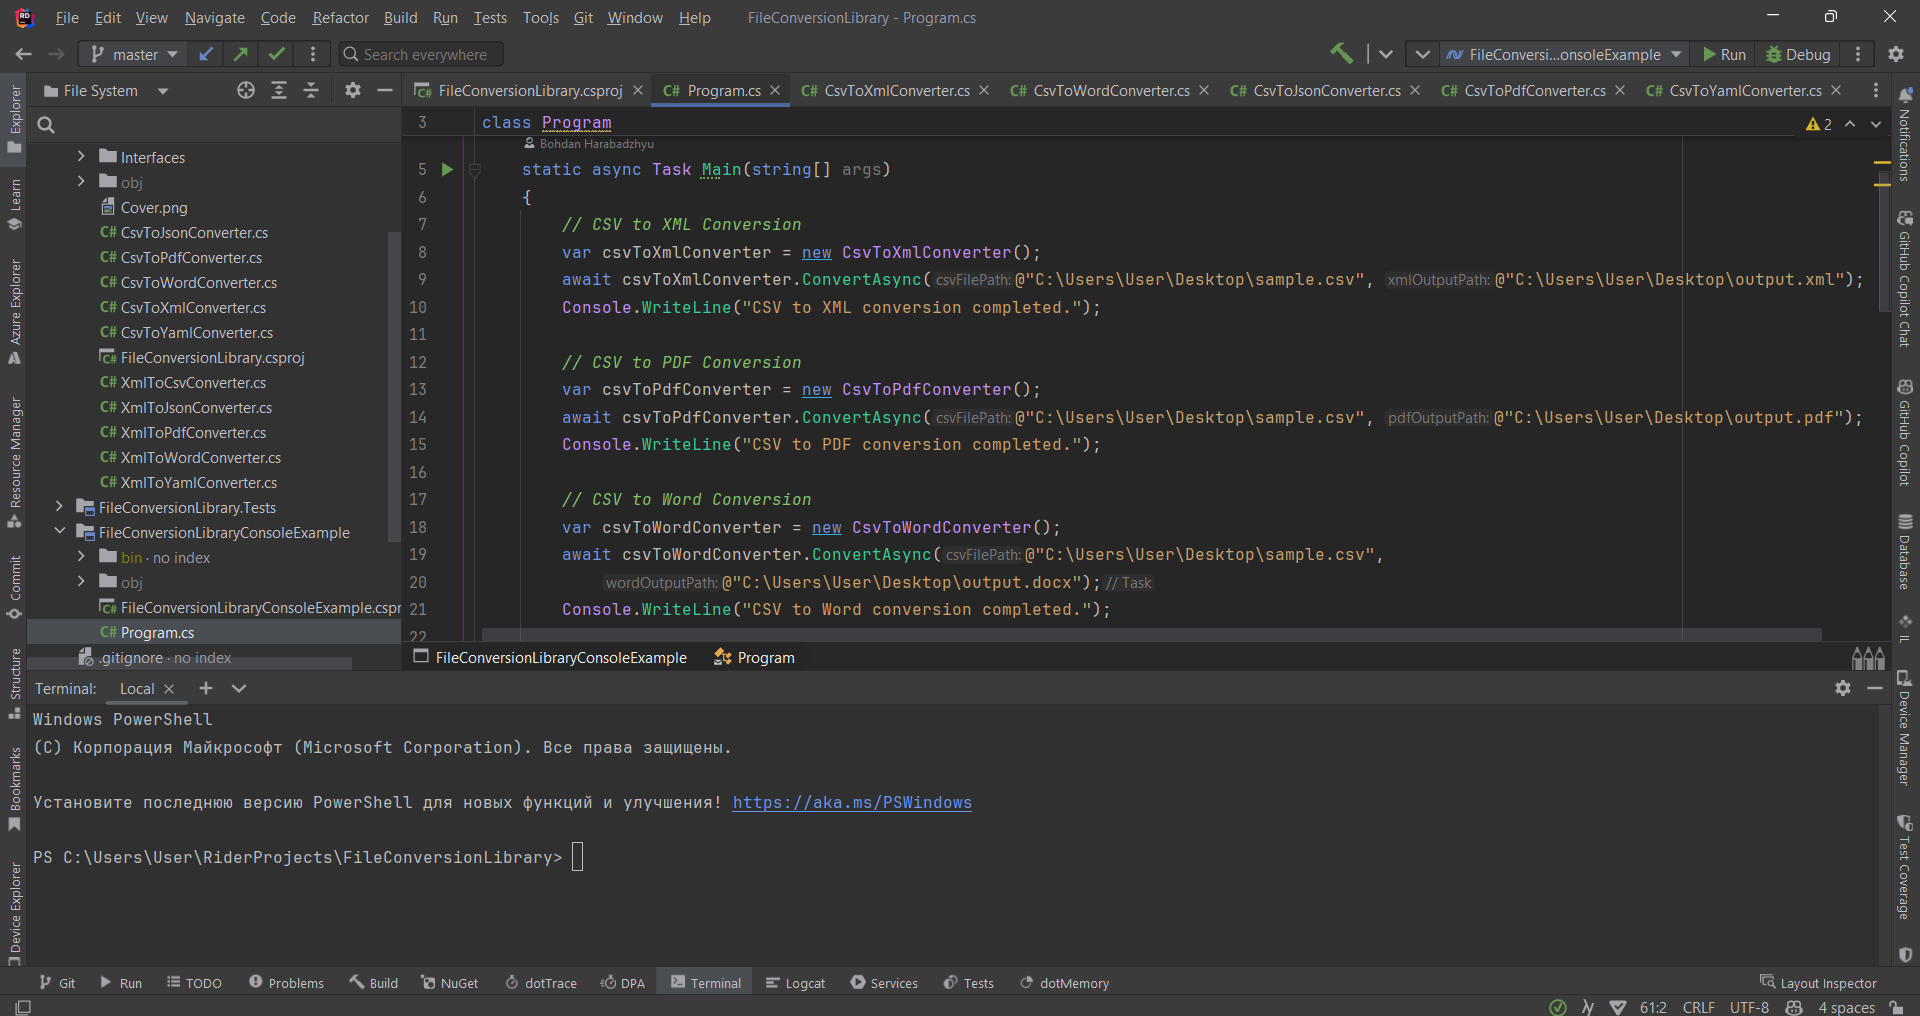 File Edit View Navigate Code Refactor Build Run Tests Tools Git Window Help FileConversionLibrary - Program.cs
master Search everywhere FileConversi...onsoleExample Run Debug
File System
FileConversionLibrary.csproj Program.cs CsvToXmlConverter.cs CsvToWordConverter.cs CsvToJsonConverter.cs CsvToPdfConverter.cs CsvToYamlConverter.cs
Explorer
Learn
Azure Explorer
Resource Manager
Commit
Structure
Bookmarks
Device Explorer
Interfaces
obj
Cover.png
C# CsvToJsonConverter.cs
C# CsvToPdfConverter.cs
C# CsvToWordConverter.cs
C# CsvToXmlConverter.cs
C# CsvToYamlConverter.cs
FileConversionLibrary.csproj
C# XmlToCsvConverter.cs
C# XmlToJsonConverter.cs
C# XmlToPdfConverter.cs
C# XmlToWordConverter.cs
C# XmlToYamlConverter.cs
FileConversionLibrary.Tests
FileConversionLibraryConsoleExample
bin · no index
obj
FileConversionLibraryConsoleExample.cspr
C# Program.cs
.gitignore · no index
3 class Program 2
Bohdan Harabadzhyu
5 static async Task Main(string[] args)
6 {
7 // CSV to XML Conversion
8 var csvToXmlConverter = new CsvToXmlConverter();
9 await csvToXmlConverter.ConvertAsync( csvFilePath: @"C:\Users\User\Desktop\sample.csv", xmlOutputPath: @"C:\Users\User\Desktop\output.xml");
10 Console.WriteLine("CSV to XML conversion completed.");
11
12 // CSV to PDF Conversion
13 var csvToPdfConverter = new CsvToPdfConverter();
14 await csvToPdfConverter.ConvertAsync( csvFilePath: @"C:\Users\User\Desktop\sample.csv", pdfOutputPath: @"C:\Users\User\Desktop\output.pdf");
15 Console.WriteLine("CSV to PDF conversion completed.");
16
17 // CSV to Word Conversion
18 var csvToWordConverter = new CsvToWordConverter();
19 await csvToWordConverter.ConvertAsync( csvFilePath: @"C:\Users\User\Desktop\sample.csv",
20 wordOutputPath: @"C:\Users\User\Desktop\output.docx"); // Task
21 Console.WriteLine("CSV to Word conversion completed.");
22
FileConversionLibraryConsoleExample Program
Notifications
GitHub Copilot Chat
GitHub Copilot
Database
IL
Device Manager
Test Coverage
Terminal: Local
Windows PowerShell
(C) Корпорация Майкрософт (Microsoft Corporation). Все права защищены.
Установите последнюю версию PowerShell для новых функций и улучшения! https://aka.ms/PSWindows
PS C:\Users\User\RiderProjects\FileConversionLibrary>
Git Run TODO Problems Build NuGet dotTrace DPA Terminal Logcat Services Tests dotMemory Layout Inspector
61:2 CRLF UTF-8 4 spaces